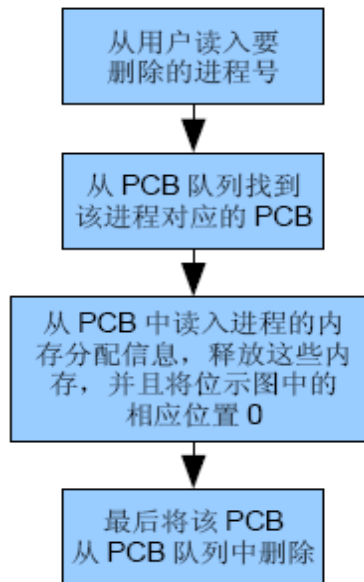 从用户读入要
删除的进程号
从 PCB 队列找到
该进程对应的 PCB
从 PCB 中读入进程的内
存分配信息，释放这些内
存，并且将位示图中的
相应位置 0
最后将该 PCB
从 PCB 队列中删除